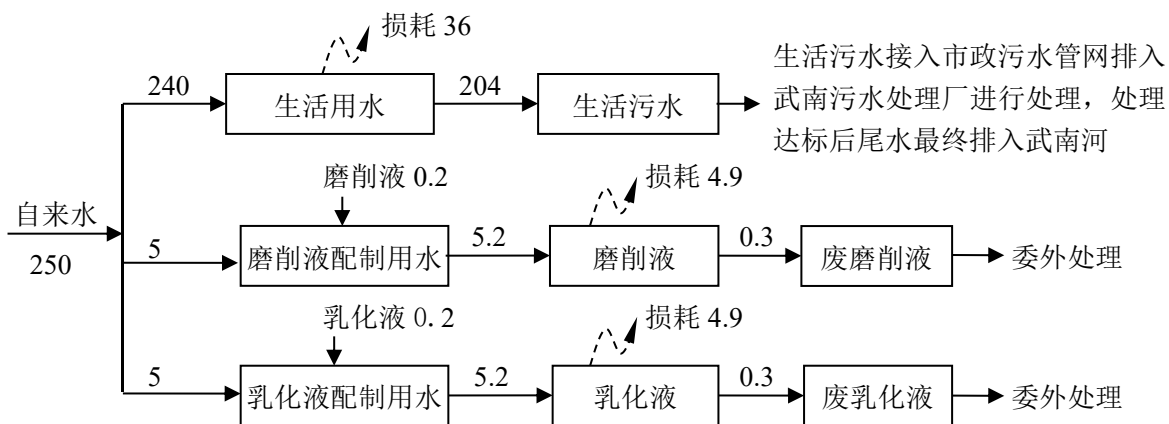 损耗 36
240
生活用水
204
生活污水
生活污水接入市政污水管网排入
武南污水处理厂进行处理，处理
达标后尾水最终排入武南河
磨削液 0.2
损耗 4.9
自来水
250
5
磨削液配制用水
5.2
磨削液
0.3
废磨削液
委外处理
乳化液 0.2
损耗 4.9
5
乳化液配制用水
5.2
乳化液
0.3
废乳化液
委外处理